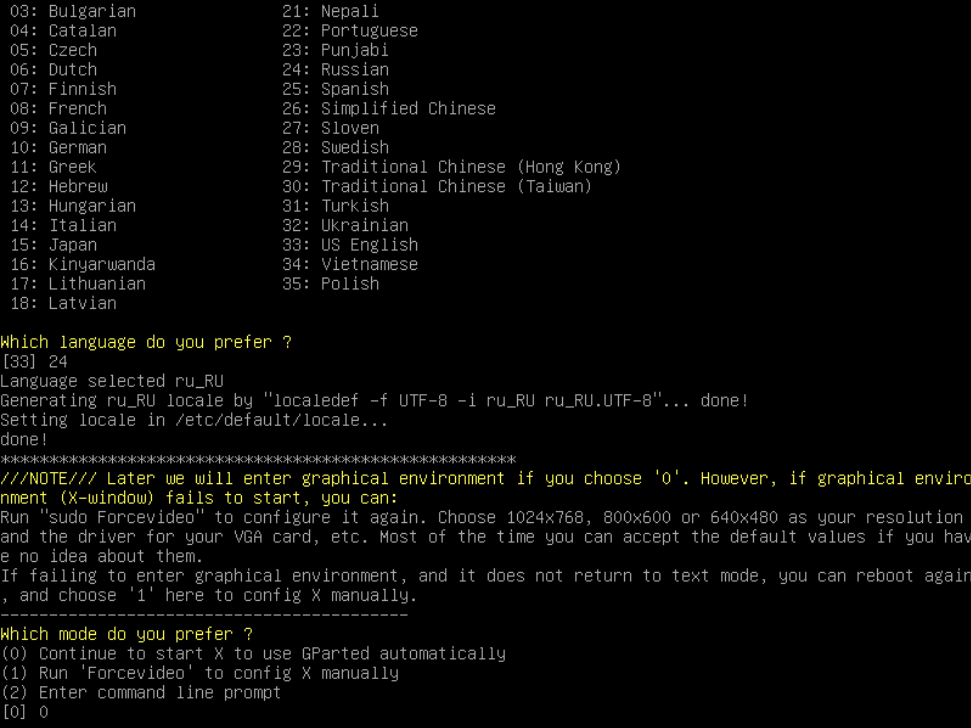 03: Bulgarian 21: Nepali
04: Catalan 22: Portuguese
05: Czech 23: Punjabi
06: Dutch 24: Russian
07: Finnish 25: Spanish
08: French 26: Simplified Chinese
09: Galician 27: Sloven
10: German 28: Swedish
11: Greek 29: Traditional Chinese (Hong Kong)
12: Hebrew 30: Traditional Chinese (Taiwan)
13: Hungarian 31: Turkish
14: Italian 32: Ukrainian
15: Japan 33: US English
16: Kinyarwanda 34: Vietnamese
17: Lithuanian 35: Polish
18: Latvian
Which language do you prefer ?
[33] 24
Language selected ru_RU
Generating ru_RU locale by "localedef -f UTF-8 -i ru_RU ru_RU.UTF-8"... done!
Setting locale in /etc/default/locale...
done!
*****************************************************
///NOTE/// Later we will enter graphical environment if you choose '0'. However, if graphical enviro
nment (X-window) fails to start, you can:
Run "sudo Forcevideo" to configure it again. Choose 1024x768, 800x600 or 640x480 as your resolution
and the driver for your VGA card, etc. Most of the time you can accept the default values if you hav
e no idea about them.
If failing to enter graphical environment, and it does not return to text mode, you can reboot again
, and choose '1' here to config X manually.
------------------------------------------
Which mode do you prefer ?
(0) Continue to start X to use GParted automatically
(1) Run 'Forcevideo' to config X manually
(2) Enter command line prompt
[0] 0